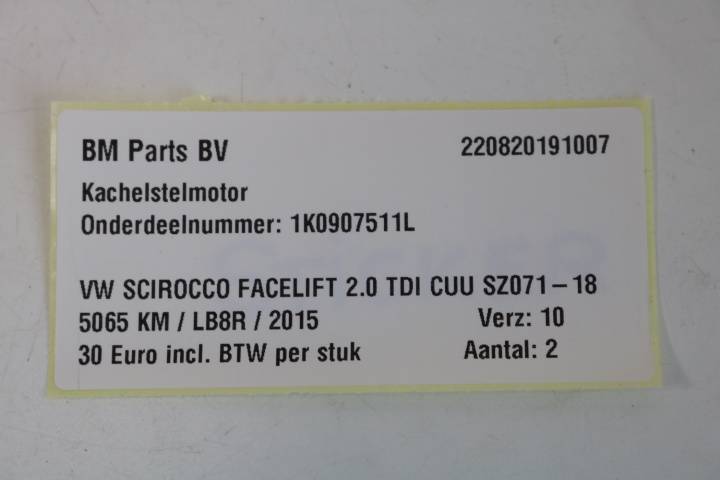 BM Parts BV 220820191007
Kachelstelmotor
Onderdeelnummer: 1K0907511L
VW SCIROCCO FACELIFT 2.0 TDI CUU SZ071-18
5065 KM / LB8R / 2015 Verz: 10
30 Euro incl. BTW per stuk Aantal: 2